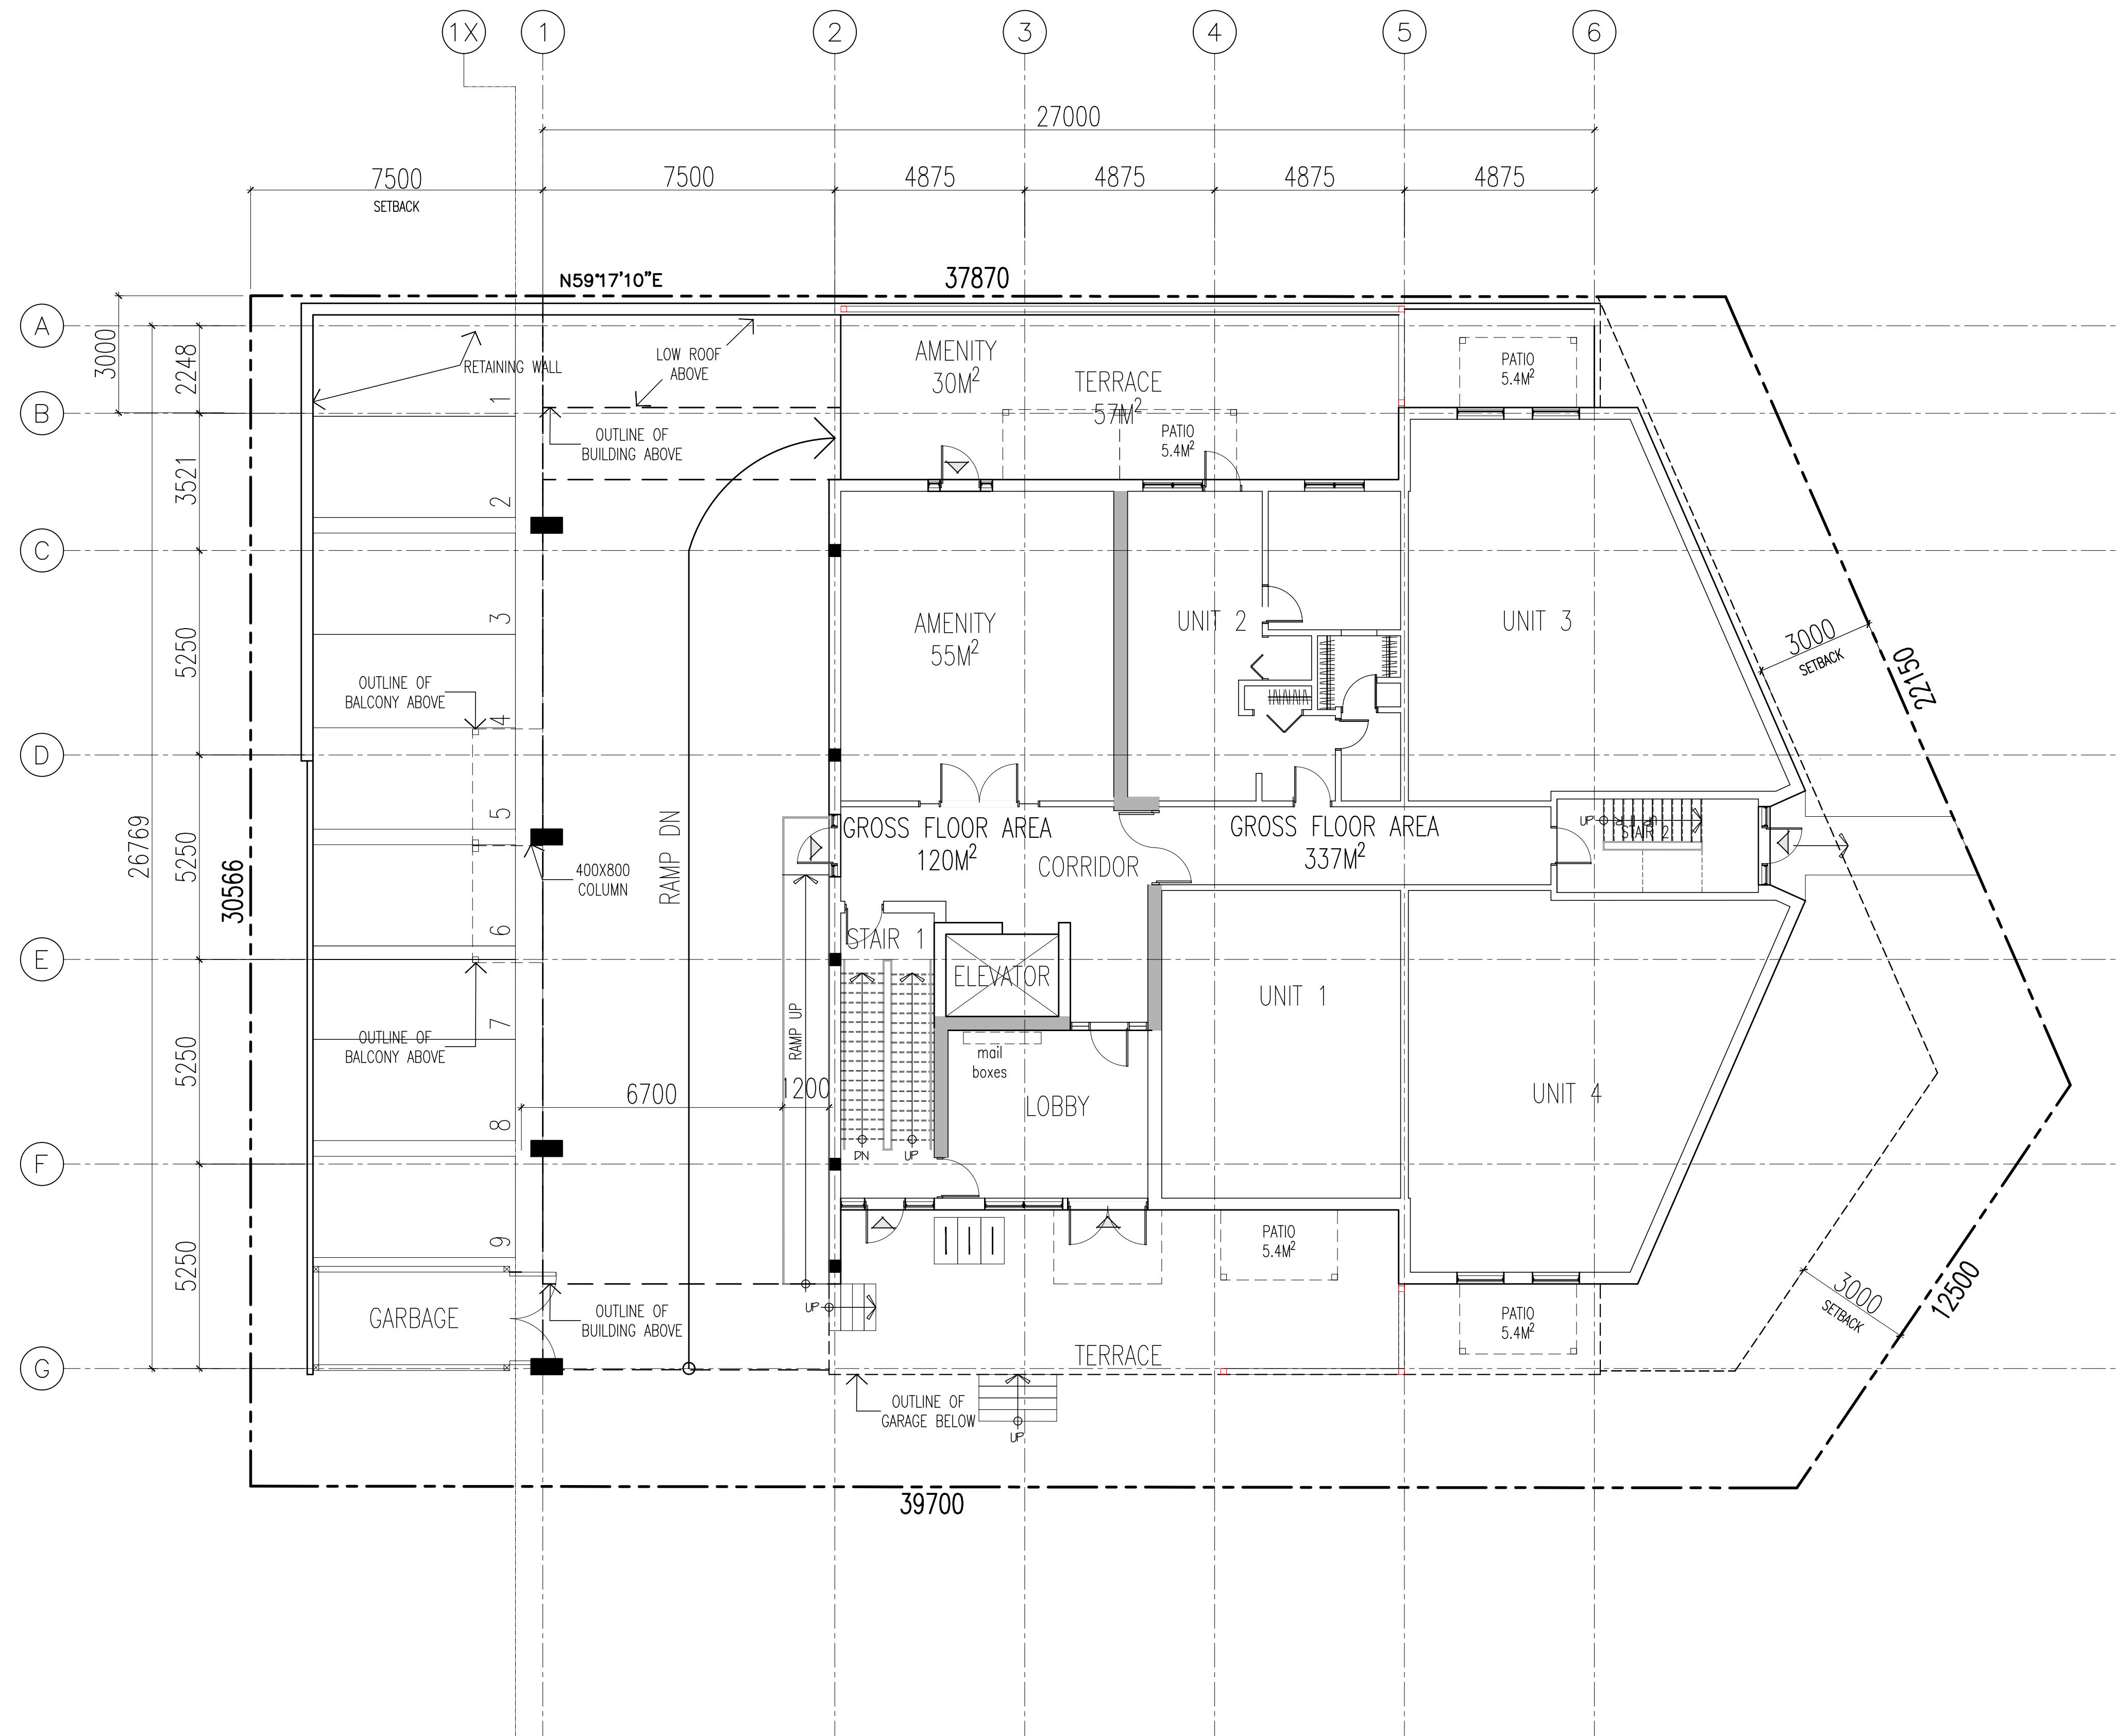 1X
1
2
3
4
5
6
27000
7500
7500
4875
4875
4875
4875
SETBACK
N59°17'10"E
37870
A
B
C
D
E
F
G
3000
2248
3521
5250
5250
5250
5250
26769
30566
RETAINING WALL
LOW ROOF
ABOVE
AMENITY
30M²
TERRACE
57M²
PATIO
5.4M²
PATIO
5.4M²
OUTLINE OF
BUILDING ABOVE
1
2
3
4
5
6
7
8
9
AMENITY
55M²
UNIT 2
UNIT 3
3000
SETBACK
22150
OUTLINE OF
BALCONY ABOVE
RAMP DN
400X800
COLUMN
GROSS FLOOR AREA
120M²
CORRIDOR
GROSS FLOOR AREA
337M²
UP
STAIR 2
STAIR 1
ELEVATOR
UNIT 1
OUTLINE OF
BALCONY ABOVE
RAMP UP
mail
boxes
6700
1200
LOBBY
UNIT 4
DN
UP
PATIO
5.4M²
PATIO
5.4M²
3000
SETBACK
12500
GARBAGE
OUTLINE OF
BUILDING ABOVE
UP
TERRACE
OUTLINE OF
GARAGE BELOW
UP
39700